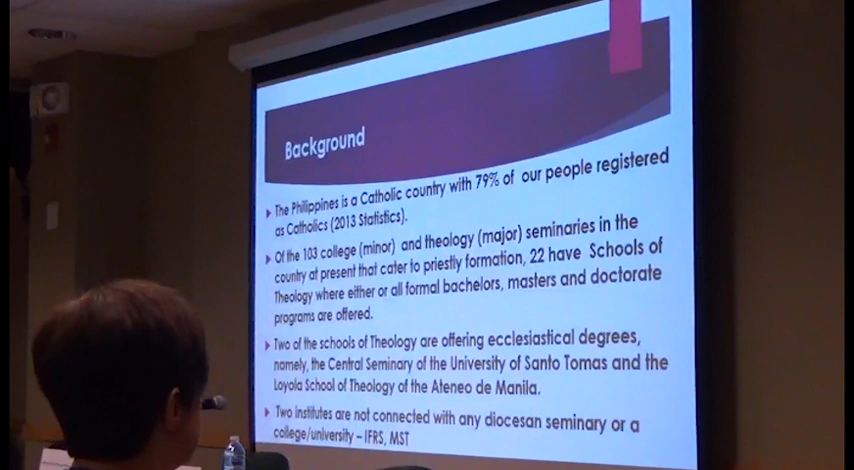 Background
The Philippines is a Catholic country with 79% of our people registered
as Catholics (2013 Statistics).
Of the 103 college (minor) and theology (major) seminaries in the
country at present that cater to priestly formation, 22 have Schools of
Theology where either or all formal bachelors, masters and doctorate
programs are offered.
Two of the schools of Theology are offering ecclesiastical degrees,
namely, the Central Seminary of the University of Santo Tomas and the
Loyola School of Theology of the Ateneo de Manila.
Two institutes are not connected with any diocesan seminary or a
college/university – IFRS, MST